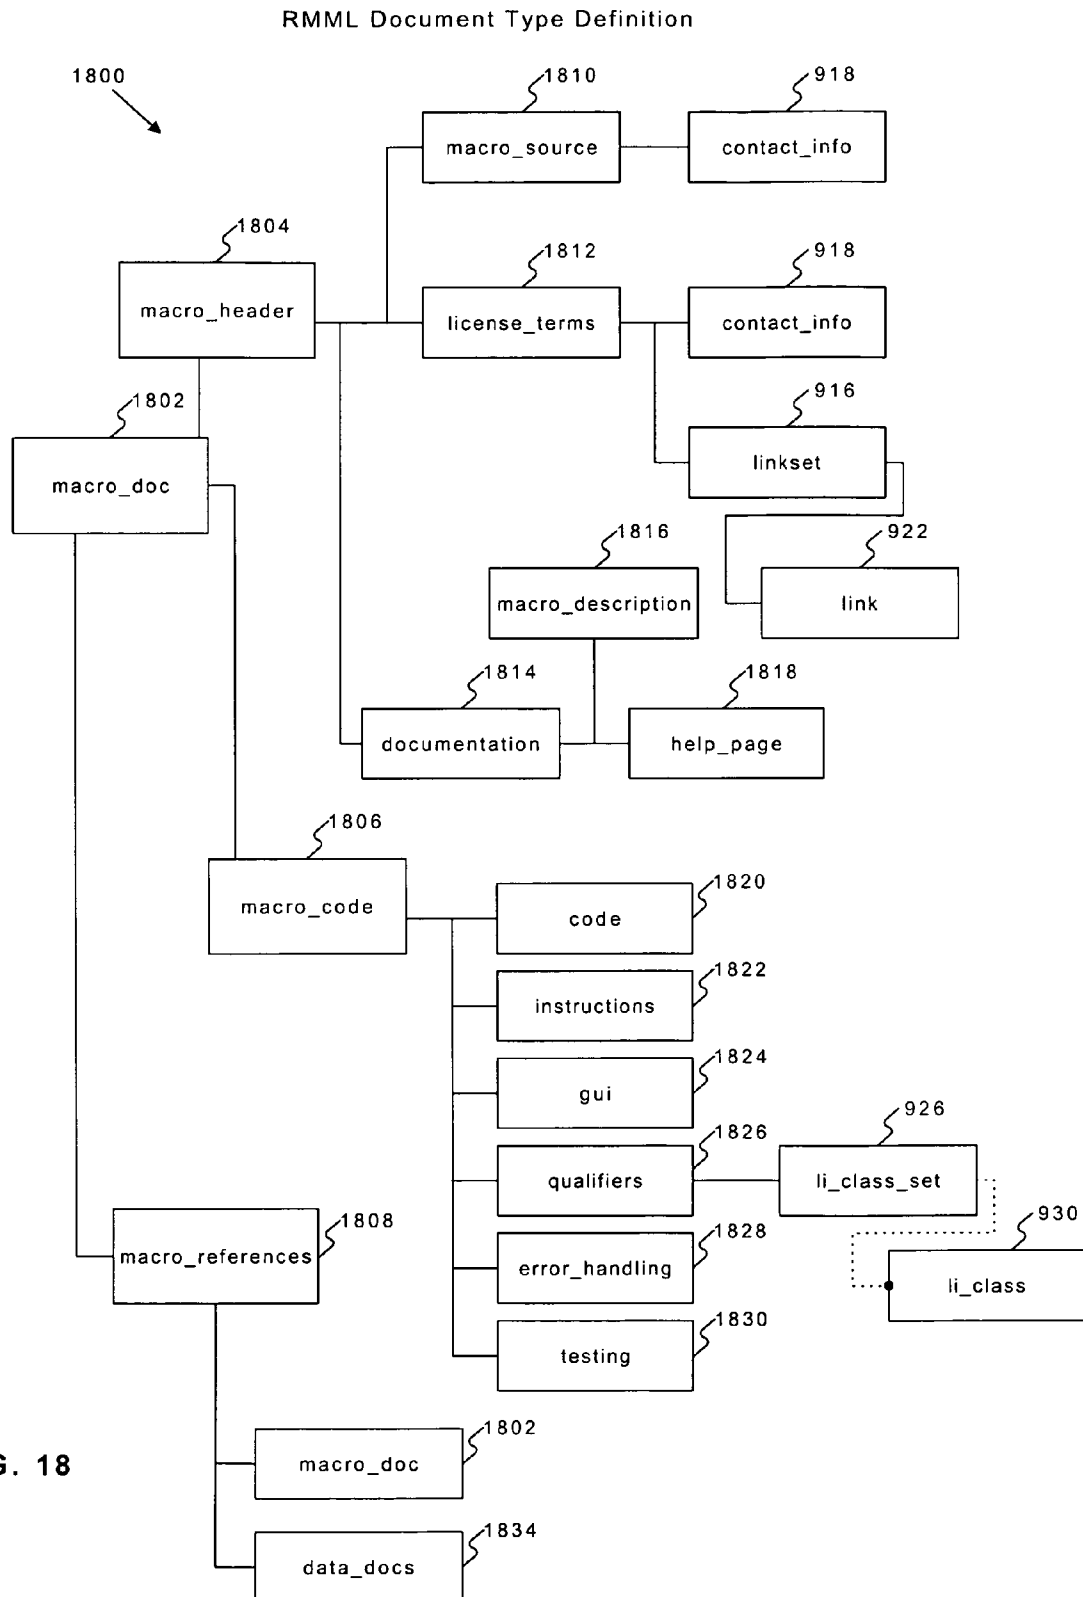 RMML Document Type Definition
1800
1810
918
macro_source
contact_info
1804
1812
918
macro_header
license_terms
contact_info
1802
916
macro_doc
linkset
1816
922
macro_description
link
1814
1818
documentation
help_page
1806
macro_code
1820
code
1822
instructions
1824
gui
1826
926
qualifiers
li_class_set
1808
1828
930
macro_references
error_handling
li_class
1830
testing
1802
macro_doc
G. 18
1834
data_docs